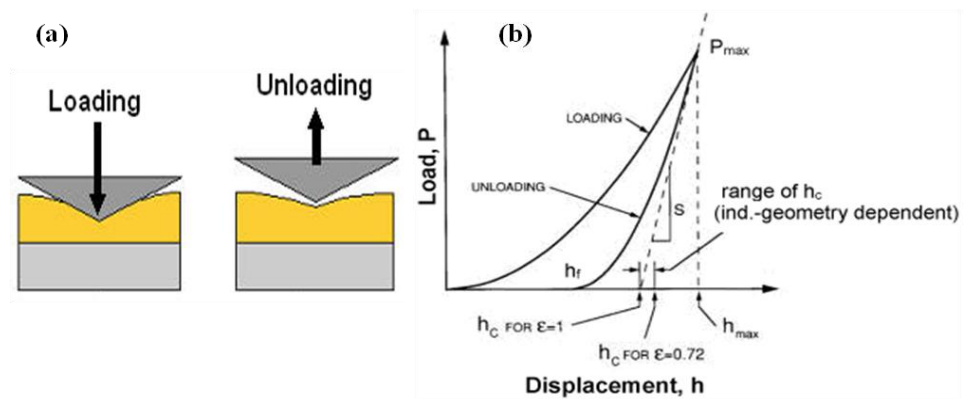 (a)
Loading
Unloading
(b)
Load, P
Pmax
LOADING
UNLOADING
S
range of hc
(ind.-geometry dependent)
hf
hC FOR ε=1
hmax
hC FOR ε=0.72
Displacement, h